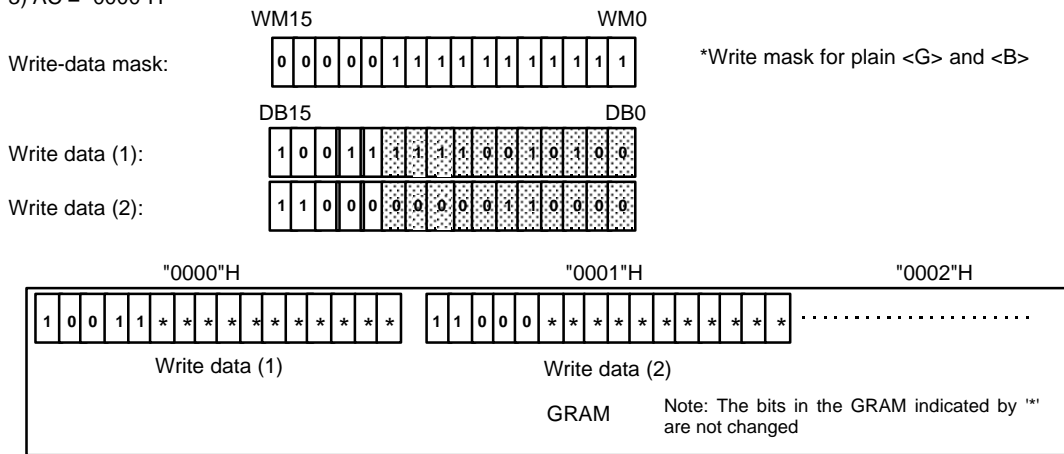 AC = "0000"H
WM15 WM0
Write-data mask: 0 0 0 0 0 1 1 1 1 1 1 1 1 1 1 1 *Write mask for plain <G> and <B>
DB15 DB0
Write data (1): 1 0 0 1 1 1 1 1 1 0 0 1 0 1 0 0
Write data (2): 1 1 0 0 0 0 0 0 0 0 1 1 0 0 0 0
"0000"H "0001"H "0002"H
1 0 0 1 1 * * * * * * * * * * * 1 1 0 0 0 * * * * * * * * * * *
Write data (1) Write data (2)
GRAM
Note: The bits in the GRAM indicated by '*'
are not changed